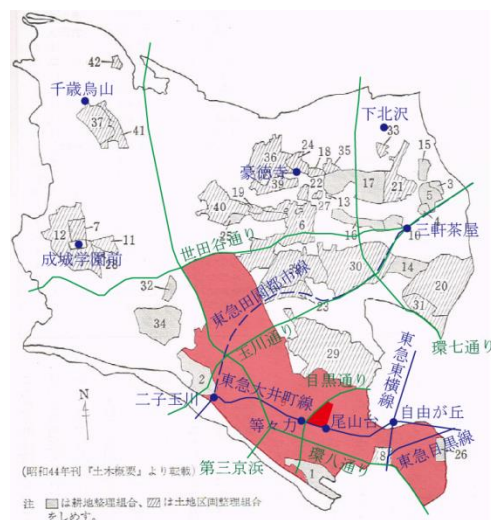 42
千歳烏山
37
41
下北沢
33
24
36
18
35
15
豪徳寺
39
22
27
17
21
3
5
4
19
40
13
12
7
11
28
成城学園前
25
6
16
10
三軒茶屋
世田谷通り
32
34
東急田園都市線
30
14
20
31
23
玉川通り
29
環七通り
2
目黒通り
東急東横線
二子玉川
東急大井町線
等々力
尾山台
自由が丘
N
第三京浜
環八通り
8
東急目黒線
26
1
(昭和44年刊『土木概要』より転載)
注 は耕地整理組合、は土地区画整理組合
をしめす。